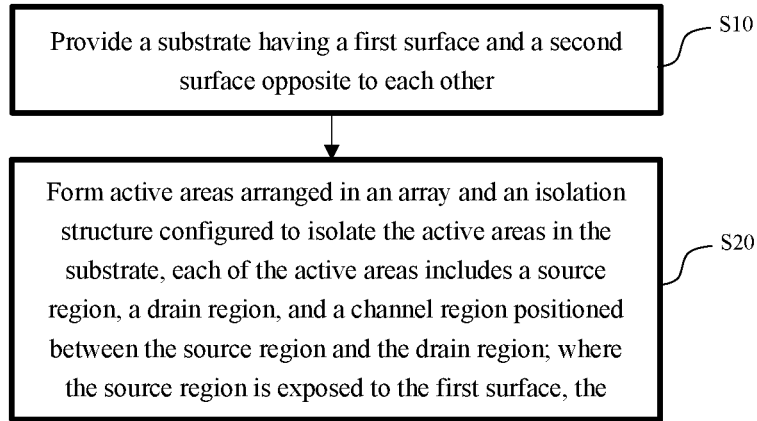 Provide a substrate having a first surface and a second
surface opposite to each other
S10
Form active areas arranged in an array and an isolation
structure configured to isolate the active areas in the
substrate, each of the active areas includes a source
region, a drain region, and a channel region positioned
between the source region and the drain region; where
the source region is exposed to the first surface, the
S20